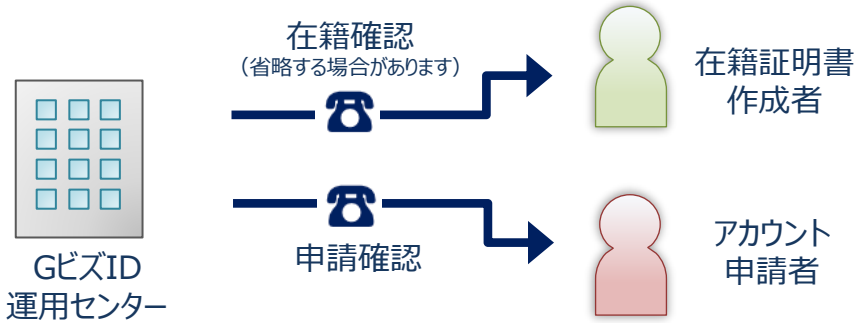 在籍確認
（省略する場合があります）
在籍証明書
作成者
GビズID
運用センター
申請確認
アカウント
申請者